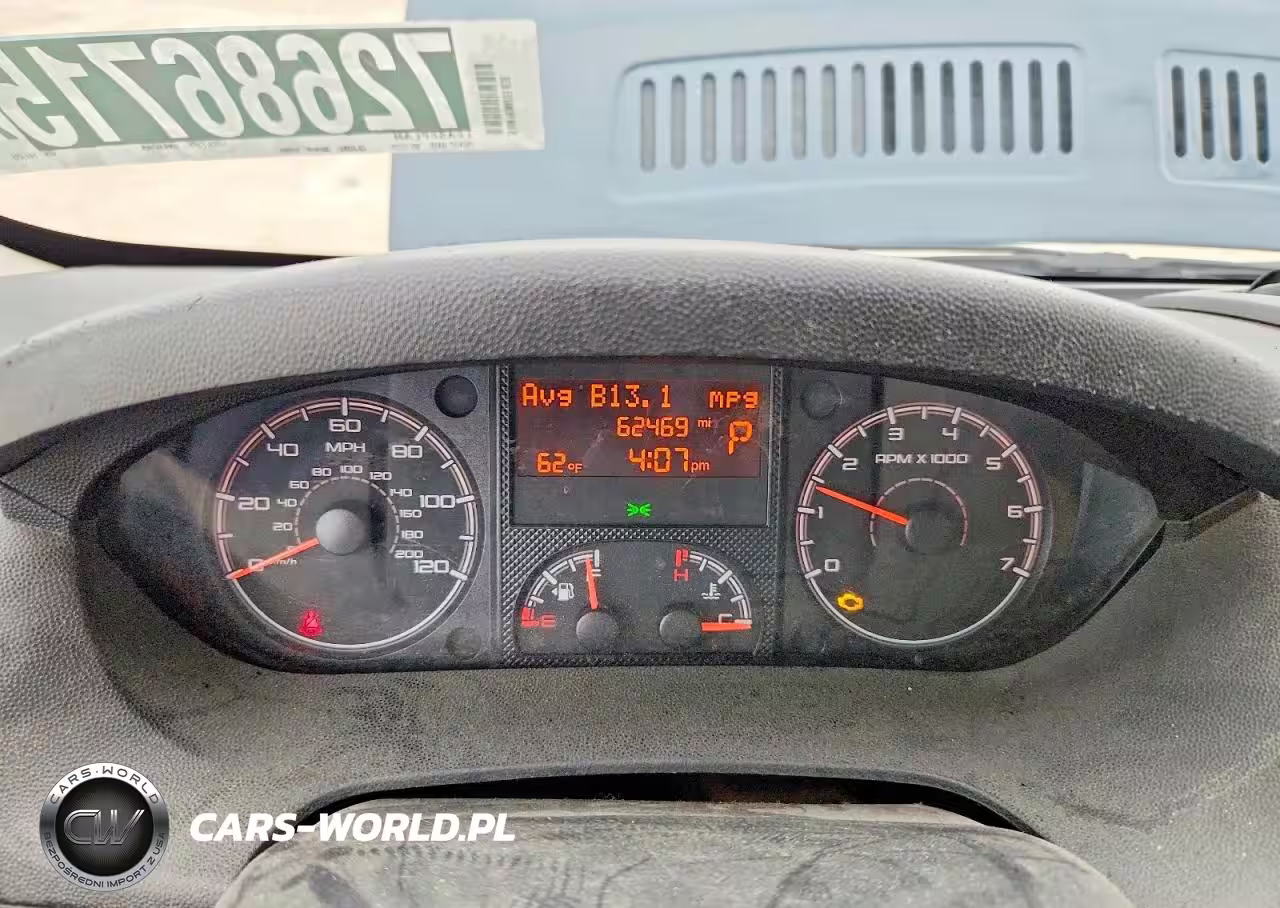 7268671
Avg B13.1 mpg
62469 mi
P
62°F 4:07 pm
0 20 40 60 80 100 120
MPH
20 40 60 80 100 120 140 160 180 200
km/h
E F
H C
0 1 2 3 4 5 6 7
RPM X 1000
CARS-WORLD
CW
BEZPOŚREDNI IMPORT Z USA
CARS-WORLD.PL